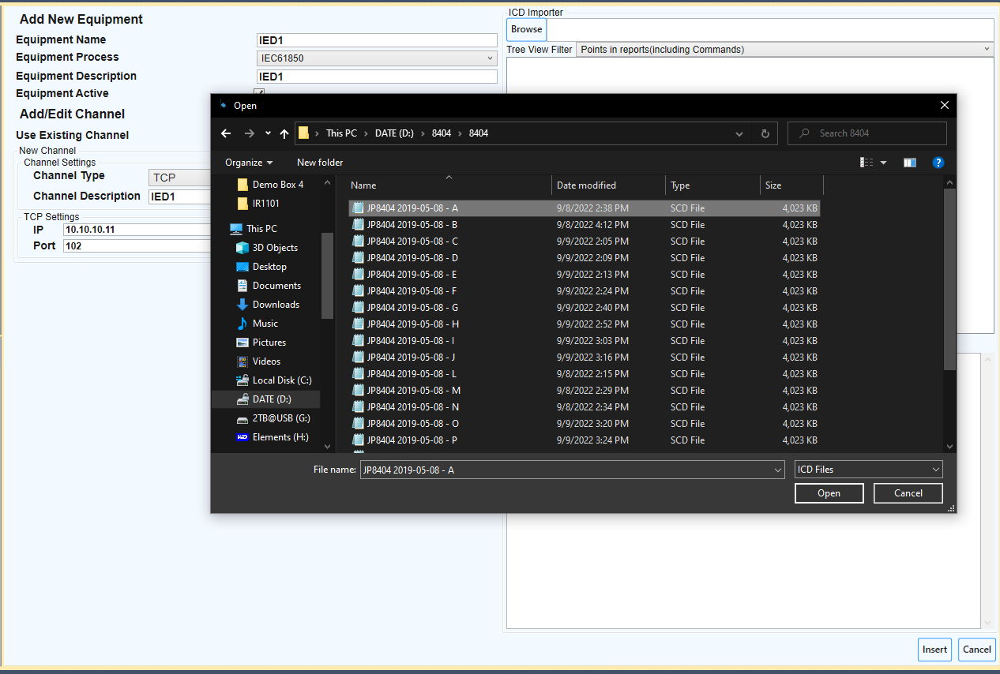 Add New Equipment
Equipment Name
IED1
Equipment Process
IEC61850
Equipment Description
IED1
Equipment Active
Add/Edit Channel
Use Existing Channel
New Channel
Channel Settings
Channel Type
TCP
Channel Description
IED1
TCP Settings
IP
10.10.10.11
Port
102
ICD Importer
Browse
Tree View Filter
Points in reports(including Commands)
Open
This PC
DATE (D:)
8404
8404
Search 8404
Organize
New folder
Demo Box 4
IR1101
This PC
3D Objects
Desktop
Documents
Downloads
Music
Pictures
Videos
Local Disk (C:)
DATE (D:)
2TB@USB (G:)
Elements (H:)
Name Date modified Type Size
JP8404 2019-05-08 - A 9/8/2022 2:38 PM SCD File 4,023 KB
JP8404 2019-05-08 - B 9/8/2022 4:12 PM SCD File 4,023 KB
JP8404 2019-05-08 - C 9/9/2022 2:05 PM SCD File 4,023 KB
JP8404 2019-05-08 - D 9/9/2022 2:09 PM SCD File 4,023 KB
JP8404 2019-05-08 - E 9/9/2022 2:13 PM SCD File 4,023 KB
JP8404 2019-05-08 - F 9/9/2022 2:24 PM SCD File 4,023 KB
JP8404 2019-05-08 - G 9/9/2022 2:40 PM SCD File 4,023 KB
JP8404 2019-05-08 - H 9/9/2022 2:52 PM SCD File 4,023 KB
JP8404 2019-05-08 - I 9/9/2022 3:03 PM SCD File 4,023 KB
JP8404 2019-05-08 - J 9/9/2022 3:16 PM SCD File 4,023 KB
JP8404 2019-05-08 - L 9/8/2022 2:15 PM SCD File 4,023 KB
JP8404 2019-05-08 - M 9/8/2022 2:29 PM SCD File 4,023 KB
JP8404 2019-05-08 - N 9/8/2022 2:34 PM SCD File 4,023 KB
JP8404 2019-05-08 - O 9/9/2022 3:20 PM SCD File 4,023 KB
JP8404 2019-05-08 - P 9/9/2022 3:24 PM SCD File 4,023 KB
File name: JP8404 2019-05-08 - A
ICD Files
Open
Cancel
Insert
Cancel